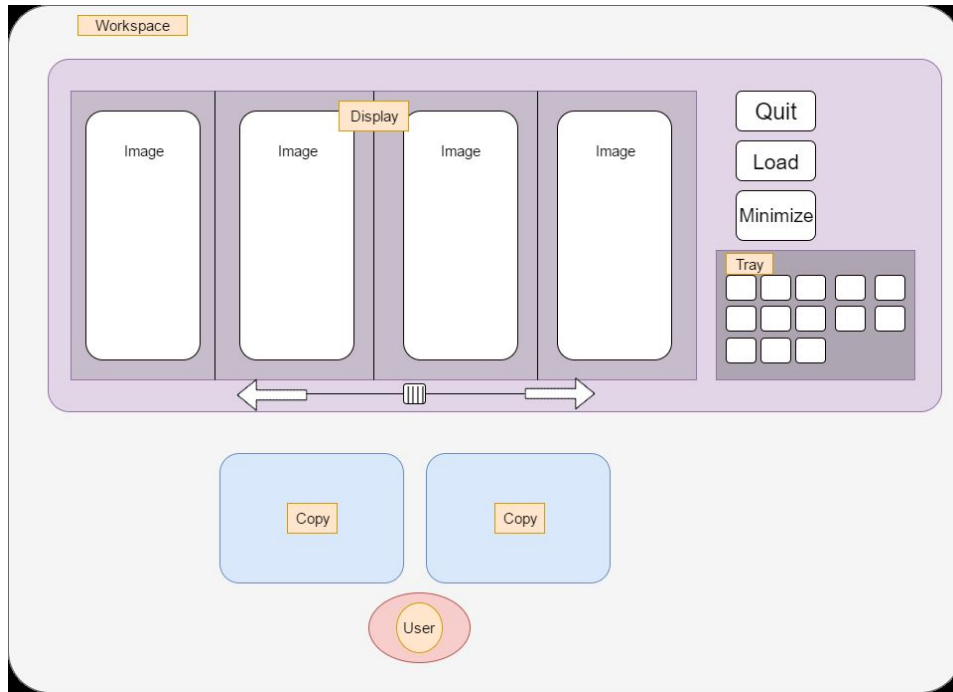 Workspace
Display
Image
Image
Image
Image
Quit
Load
Minimize
Tray
Copy
Copy
User